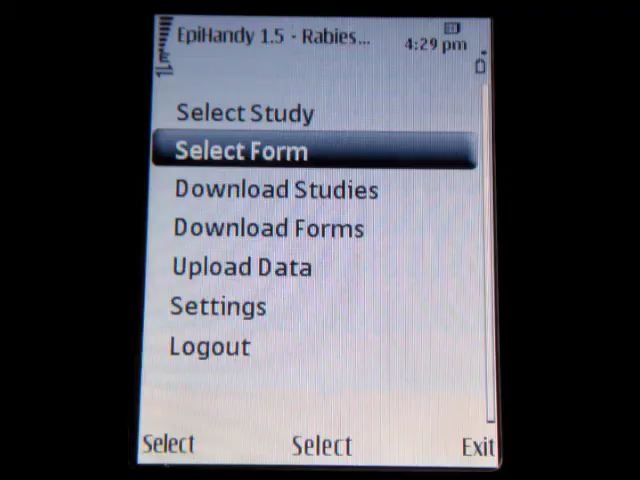 EpiHandy 1.5 - Rabies...
4:29 pm
Select Study
Select Form
Download Studies
Download Forms
Upload Data
Settings
Logout
Select Select Exit